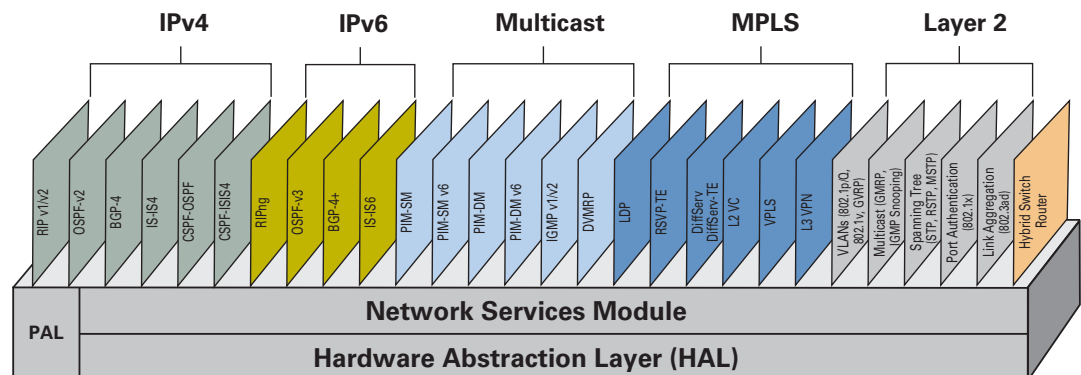 IPv4
IPv6
Multicast
MPLS
Layer 2
RIP v1/v2
OSPF-v2
BGP-4
IS-IS4
CSPF-OSPF
CSPF-ISIS4
RIPng
OSPF-v3
BGP-4+
IS-IS6
PIM-SM
PIM-SM v6
PIM-DM
PIM-DM v6
IGMP v1/v2
DVMRP
LDP
RSVP-TE
DiffServ
DiffServ-TE
L2 VC
VPLS
L3 VPN
VLANs (802.1p/Q,
802.1v, GVRP)
Multicast (GMRP,
IGMP Snooping)
Spanning Tree
(STP, RSTP, MSTP)
Port Authentication
(802.1x)
Link Aggregation
(802.3ad)
Hybrid Switch
Router
PAL
Network Services Module
Hardware Abstraction Layer (HAL)